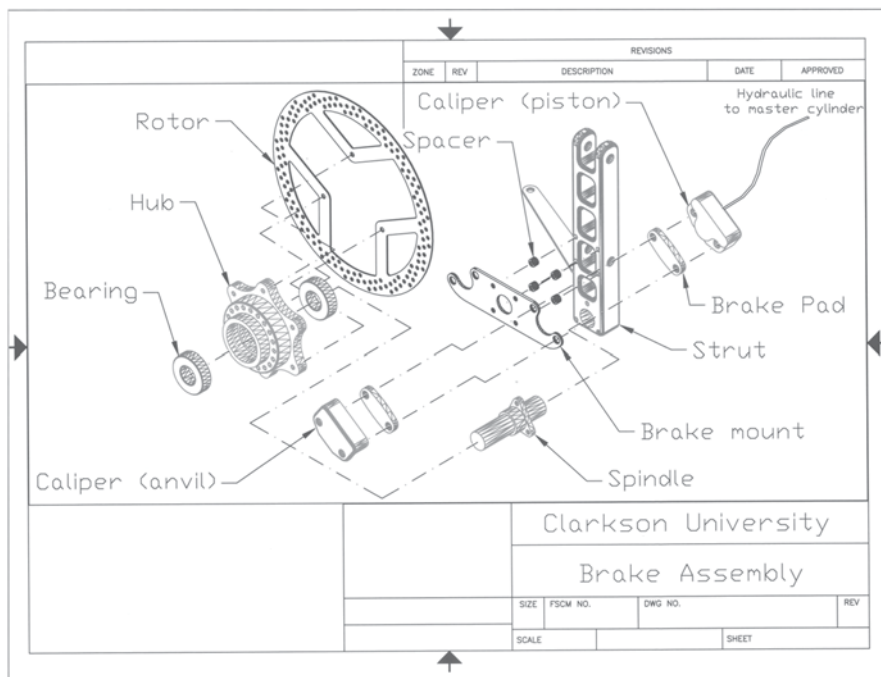 REVISIONS
ZONE REV DESCRIPTION DATE APPROVED
Hydraulic line
to master cylinder
Caliper (piston)
Rotor
Spacer
Hub
Bearing
Brake Pad
Strut
Brake mount
Caliper (anvil)
Spindle
Clarkson University
Brake Assembly
SIZE FSCM NO. DWG NO. REV
SCALE SHEET